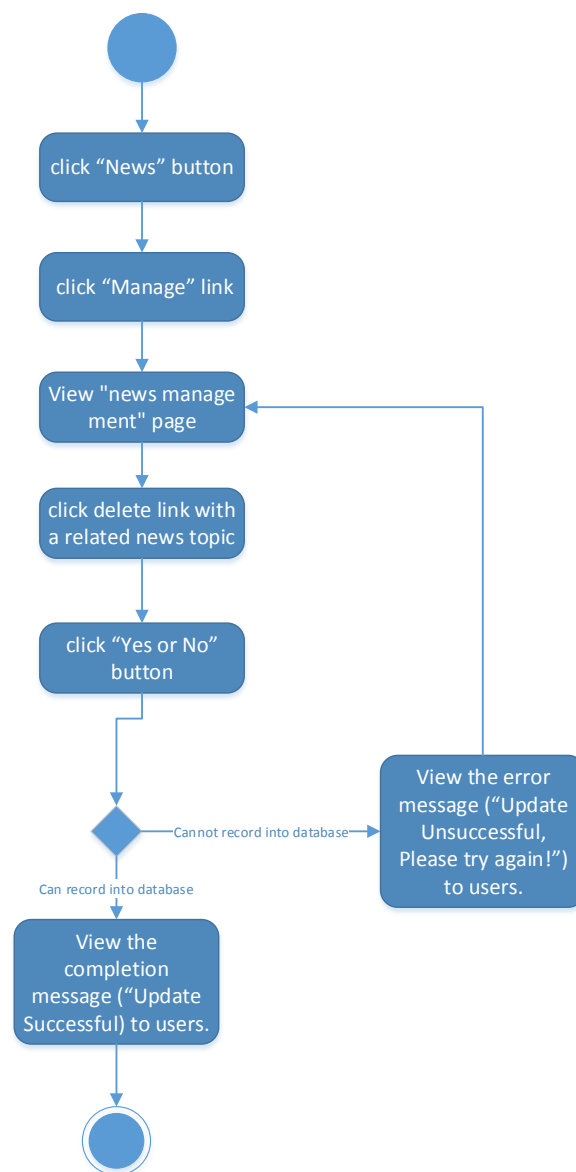 click “News” button
click “Manage” link
View "news manage
ment" page
click delete link with
a related news topic
click “Yes or No”
button
Cannot record into database
View the error
message (“Update
Unsuccessful,
Please try again!”)
to users.
Can record into database
View the
completion
message (“Update
Successful) to users.